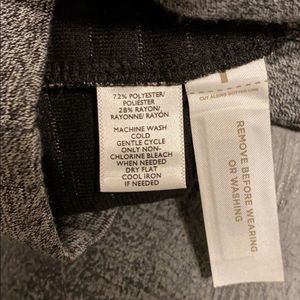 72% POLYESTER/
POLIÉSTER
28% RAYON/
RAYONNE/ RAYÓN
MACHINE WASH
COLD
GENTLE CYCLE
ONLY NON-
CHLORINE BLEACH
WHEN NEEDED
DRY FLAT
COOL IRON
IF NEEDED
CUT ALONG DOTTED LINE
REMOVE BEFORE WEARING
OR WASHING